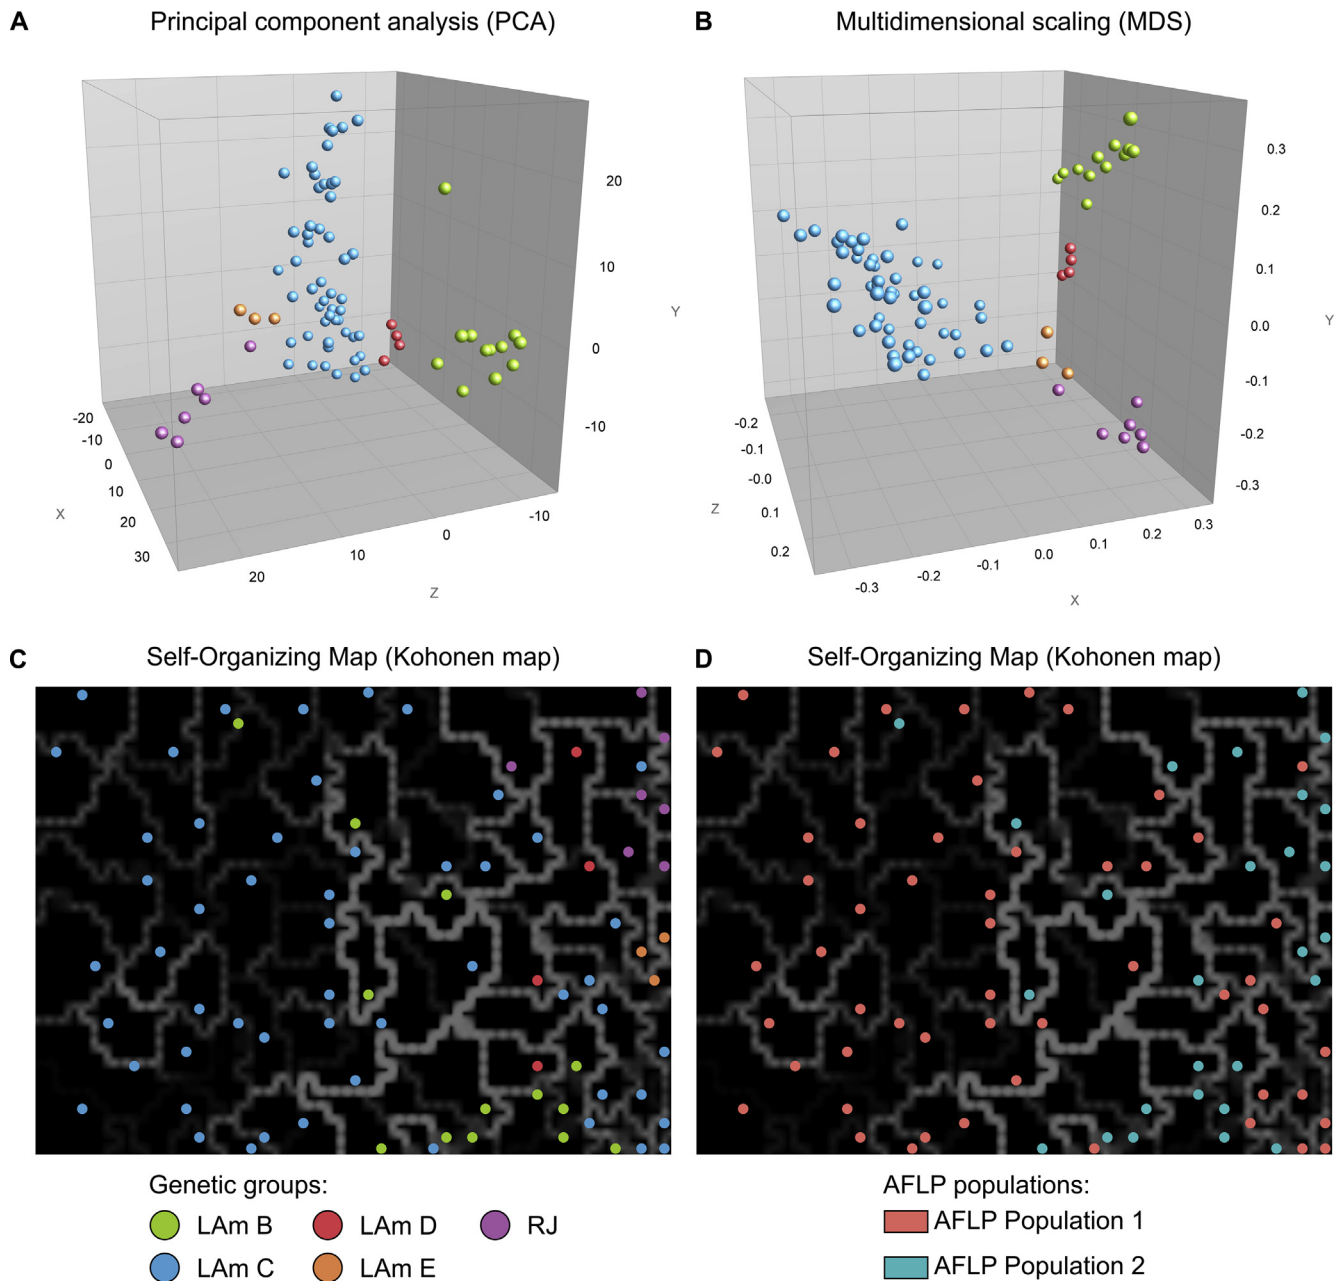 A Principal component analysis (PCA)
20
10
0
-10
Y
-20
-10
0
10
20
30
X
20
10
0
-10
Z
B Multidimensional scaling (MDS)
0.3
0.2
0.1
0.0
-0.1
-0.2
-0.3
Y
-0.2
-0.1
-0.0
0.1
0.2
Z
-0.3
-0.2
-0.1
0.0
0.1
0.2
0.3
X
C Self-Organizing Map (Kohonen map)
D Self-Organizing Map (Kohonen map)
Genetic groups:
LAm B LAm D RJ
LAm C LAm E
AFLP populations:
AFLP Population 1
AFLP Population 2